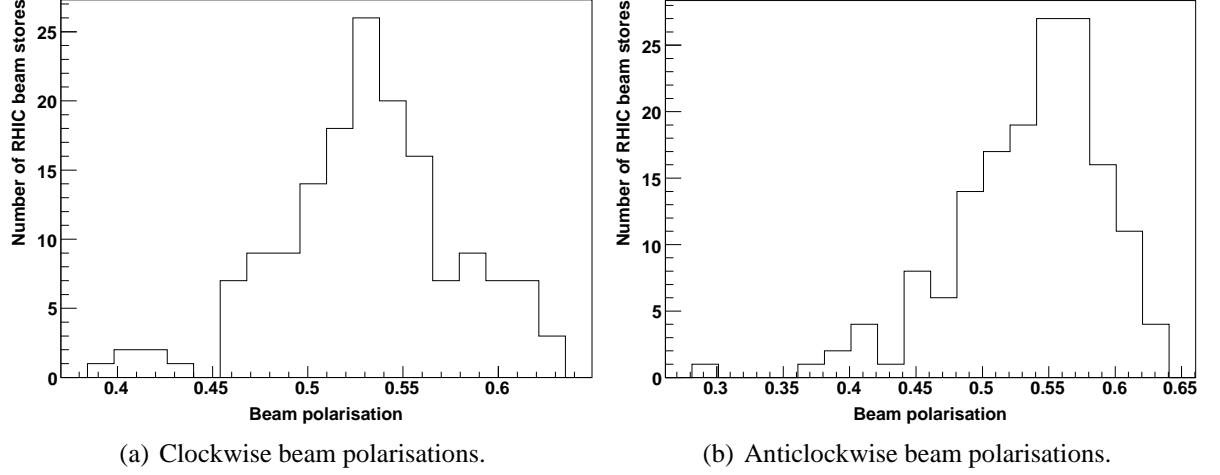 Number of RHIC beam stores
25
20
15
10
5
0
0.4 0.45 0.5 0.55 0.6
Beam polarisation
(a) Clockwise beam polarisations.
Number of RHIC beam stores
25
20
15
10
5
0
0.3 0.35 0.4 0.45 0.5 0.55 0.6 0.65
Beam polarisation
(b) Anticlockwise beam polarisations.